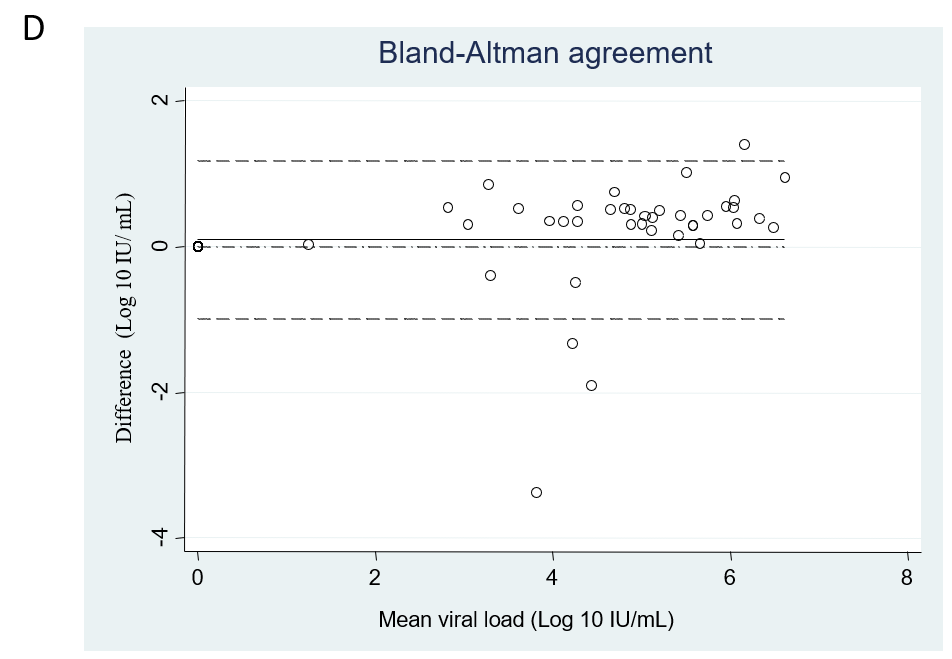 D
Bland-Altman agreement
2
0
-2
-4
Difference (Log 10 IU/ mL)
0 2 4 6 8
Mean viral load (Log 10 IU/mL)